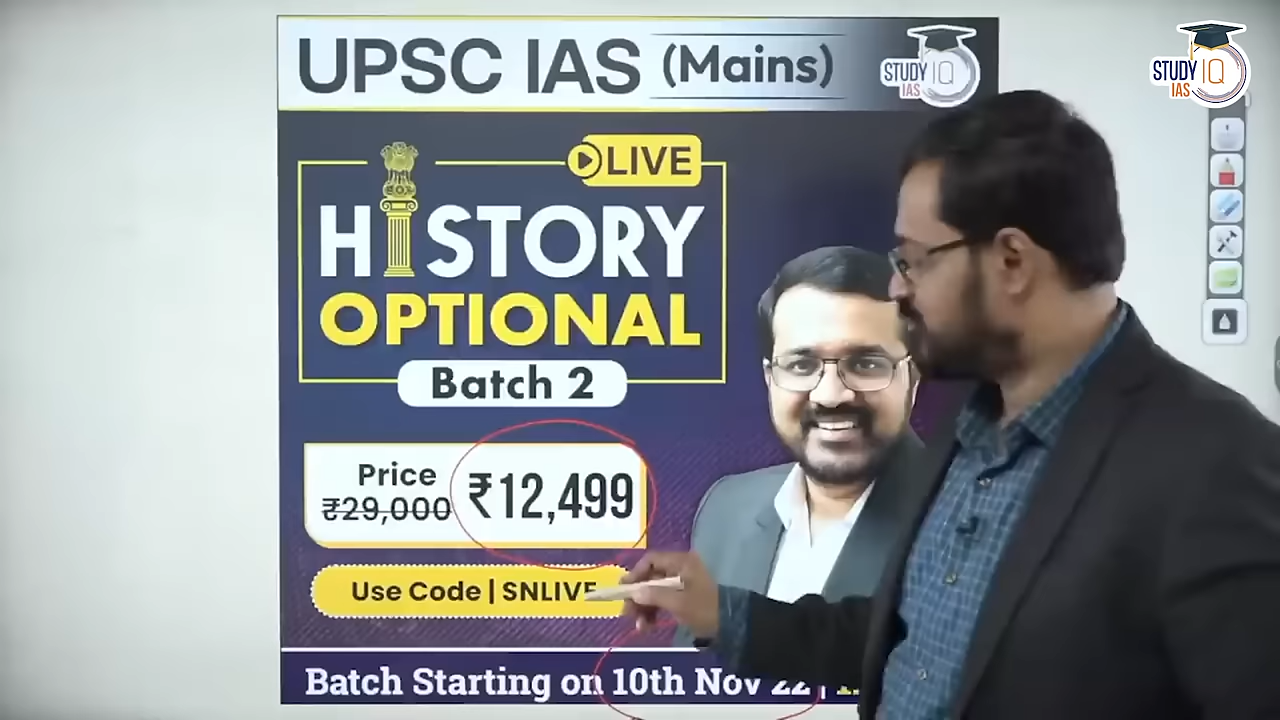 UPSC IAS (Mains)
STUDY IQ
IAS
STUDY IQ
IAS
LIVE
HISTORY
OPTIONAL
Batch 2
Price
₹29,000
₹12,499
Use Code | SNLIVE
Batch Starting on 10th Nov 22 |